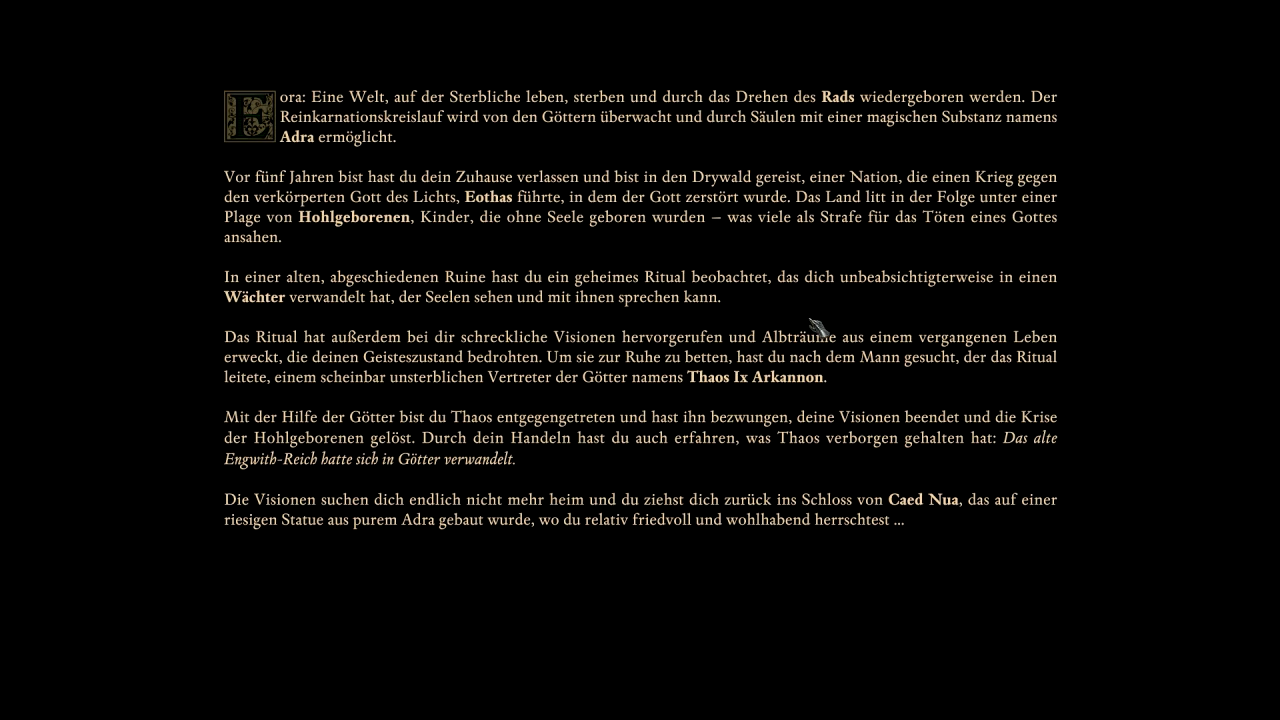 Eora: Eine Welt, auf der Sterbliche leben, sterben und durch das Drehen des Rads wiedergeboren werden. Der
Reinkarnationskreislauf wird von den Göttern überwacht und durch Säulen mit einer magischen Substanz namens
Adra ermöglicht.
Vor fünf Jahren bist hast du dein Zuhause verlassen und bist in den Drywald gereist, einer Nation, die einen Krieg gegen
den verkörperten Gott des Lichts, Eothas führte, in dem der Gott zerstört wurde. Das Land litt in der Folge unter einer
Plage von Hohlgeborenen, Kinder, die ohne Seele geboren wurden – was viele als Strafe für das Töten eines Gottes
ansahen.
In einer alten, abgeschiedenen Ruine hast du ein geheimes Ritual beobachtet, das dich unbeabsichtigterweise in einen
Wächter verwandelt hat, der Seelen sehen und mit ihnen sprechen kann.
Das Ritual hat außerdem bei dir schreckliche Visionen hervorgerufen und Albträume aus einem vergangenen Leben
erweckt, die deinen Geisteszustand bedrohten. Um sie zur Ruhe zu betten, hast du nach dem Mann gesucht, der das Ritual
leitete, einem scheinbar unsterblichen Vertreter der Götter namens Thaos Ix Arkannon.
Mit der Hilfe der Götter bist du Thaos entgegengetreten und hast ihn bezwungen, deine Visionen beendet und die Krise
der Hohlgeborenen gelöst. Durch dein Handeln hast du auch erfahren, was Thaos verborgen gehalten hat: Das alte
Engwith-Reich hatte sich in Götter verwandelt.
Die Visionen suchen dich endlich nicht mehr heim und du ziehst dich zurück ins Schloss von Caed Nua, das auf einer
riesigen Statue aus purem Adra gebaut wurde, wo du relativ friedvoll und wohlhabend herrschtest ...